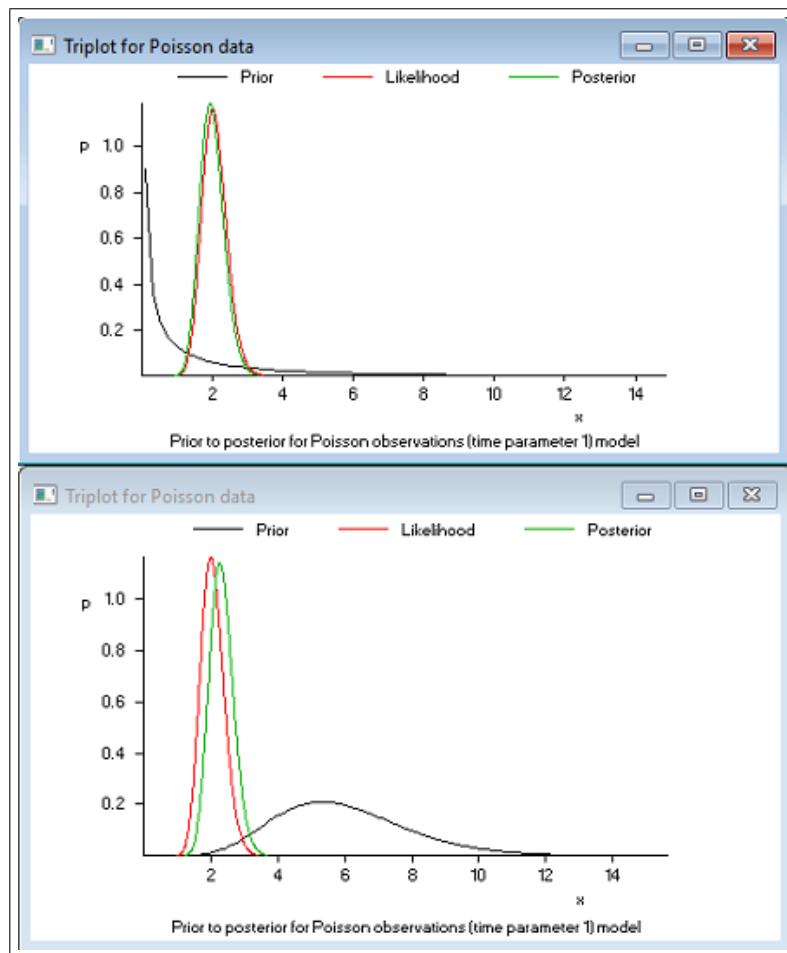 Triplot for Poisson data
Prior Likelihood Posterior
p
1.0
0.8
0.6
0.4
0.2
2 4 6 8 10 12 14
x
Prior to posterior for Poisson observations (time parameter 1) model
Triplot for Poisson data
Prior Likelihood Posterior
p
1.0
0.8
0.6
0.4
0.2
2 4 6 8 10 12 14
x
Prior to posterior for Poisson observations (time parameter 1) model